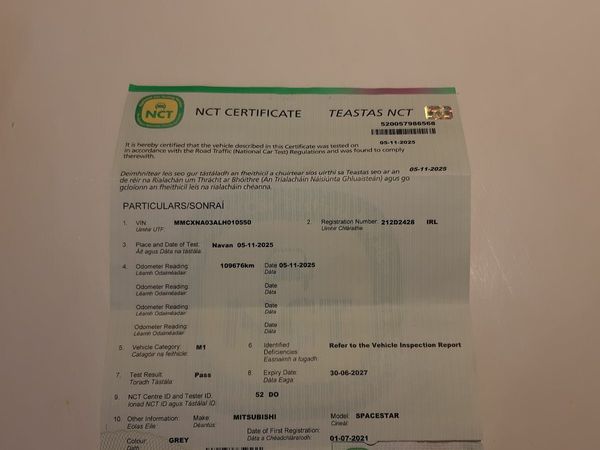 NCT
NCT CERTIFICATE TEASTAS NCT
520057986568
It is hereby certified that the vehicle described in this Certificate was tested on 05-11-2025
in accordance with the Road Traffic (National Car Test) Regulations and was found to comply
therewith.
Deimhnítear leis seo gur tástáladh an fheithicil a chuirtear síos uirthi sa Teastas seo ar an 05-11-2025
de réir na Rialacháin um Thrácht ar Bhóithre (An Trialacháin Náisiúnta Ghluaisteán) agus go
gcloíonn an fheithicil leis na rialacháin chéanna.
PARTICULARS/SONRAÍ
1. VIN MMCXNA03ALH010550 2. Registration Number: 212D2428 IRL
Uimhir UTF: Uimhir Chláraithe
3 Place and Date of Test: Navan 05-11-2025
Áit agus Dáta na tástála
4. Odometer Reading: 109676km Date 05-11-2025
Léamh Odaiméadair: Dáta
Odometer Reading: Date
Léamh Odaiméadair: Dáta
Odometer Reading: Date
Léamh Odaiméadair: Dáta
Odometer Reading: Date
Léamh Odaiméadair: Dáta
5. Vehicle Category: M1 6 Identified Refer to the Vehicle Inspection Report
Catagóir na feithicle: Deficiencies
Easnaimh a fugadh
7. Test Result: Pass 8. Expiry Date: 30-06-2027
Toradh Tástála: Dáta Éaga:
9. NCT Centre ID and Tester ID. 52 DO
Ionad NCT ID agus Tástálaí ID.
10. Other Information: Make: MITSUBISHI Model: SPACESTAR
Eolas Eile: Déantús: Cineál:
Colour: GREY Date of First Registration: 01-07-2021
Dath Dáta a Chéadchláraidh: